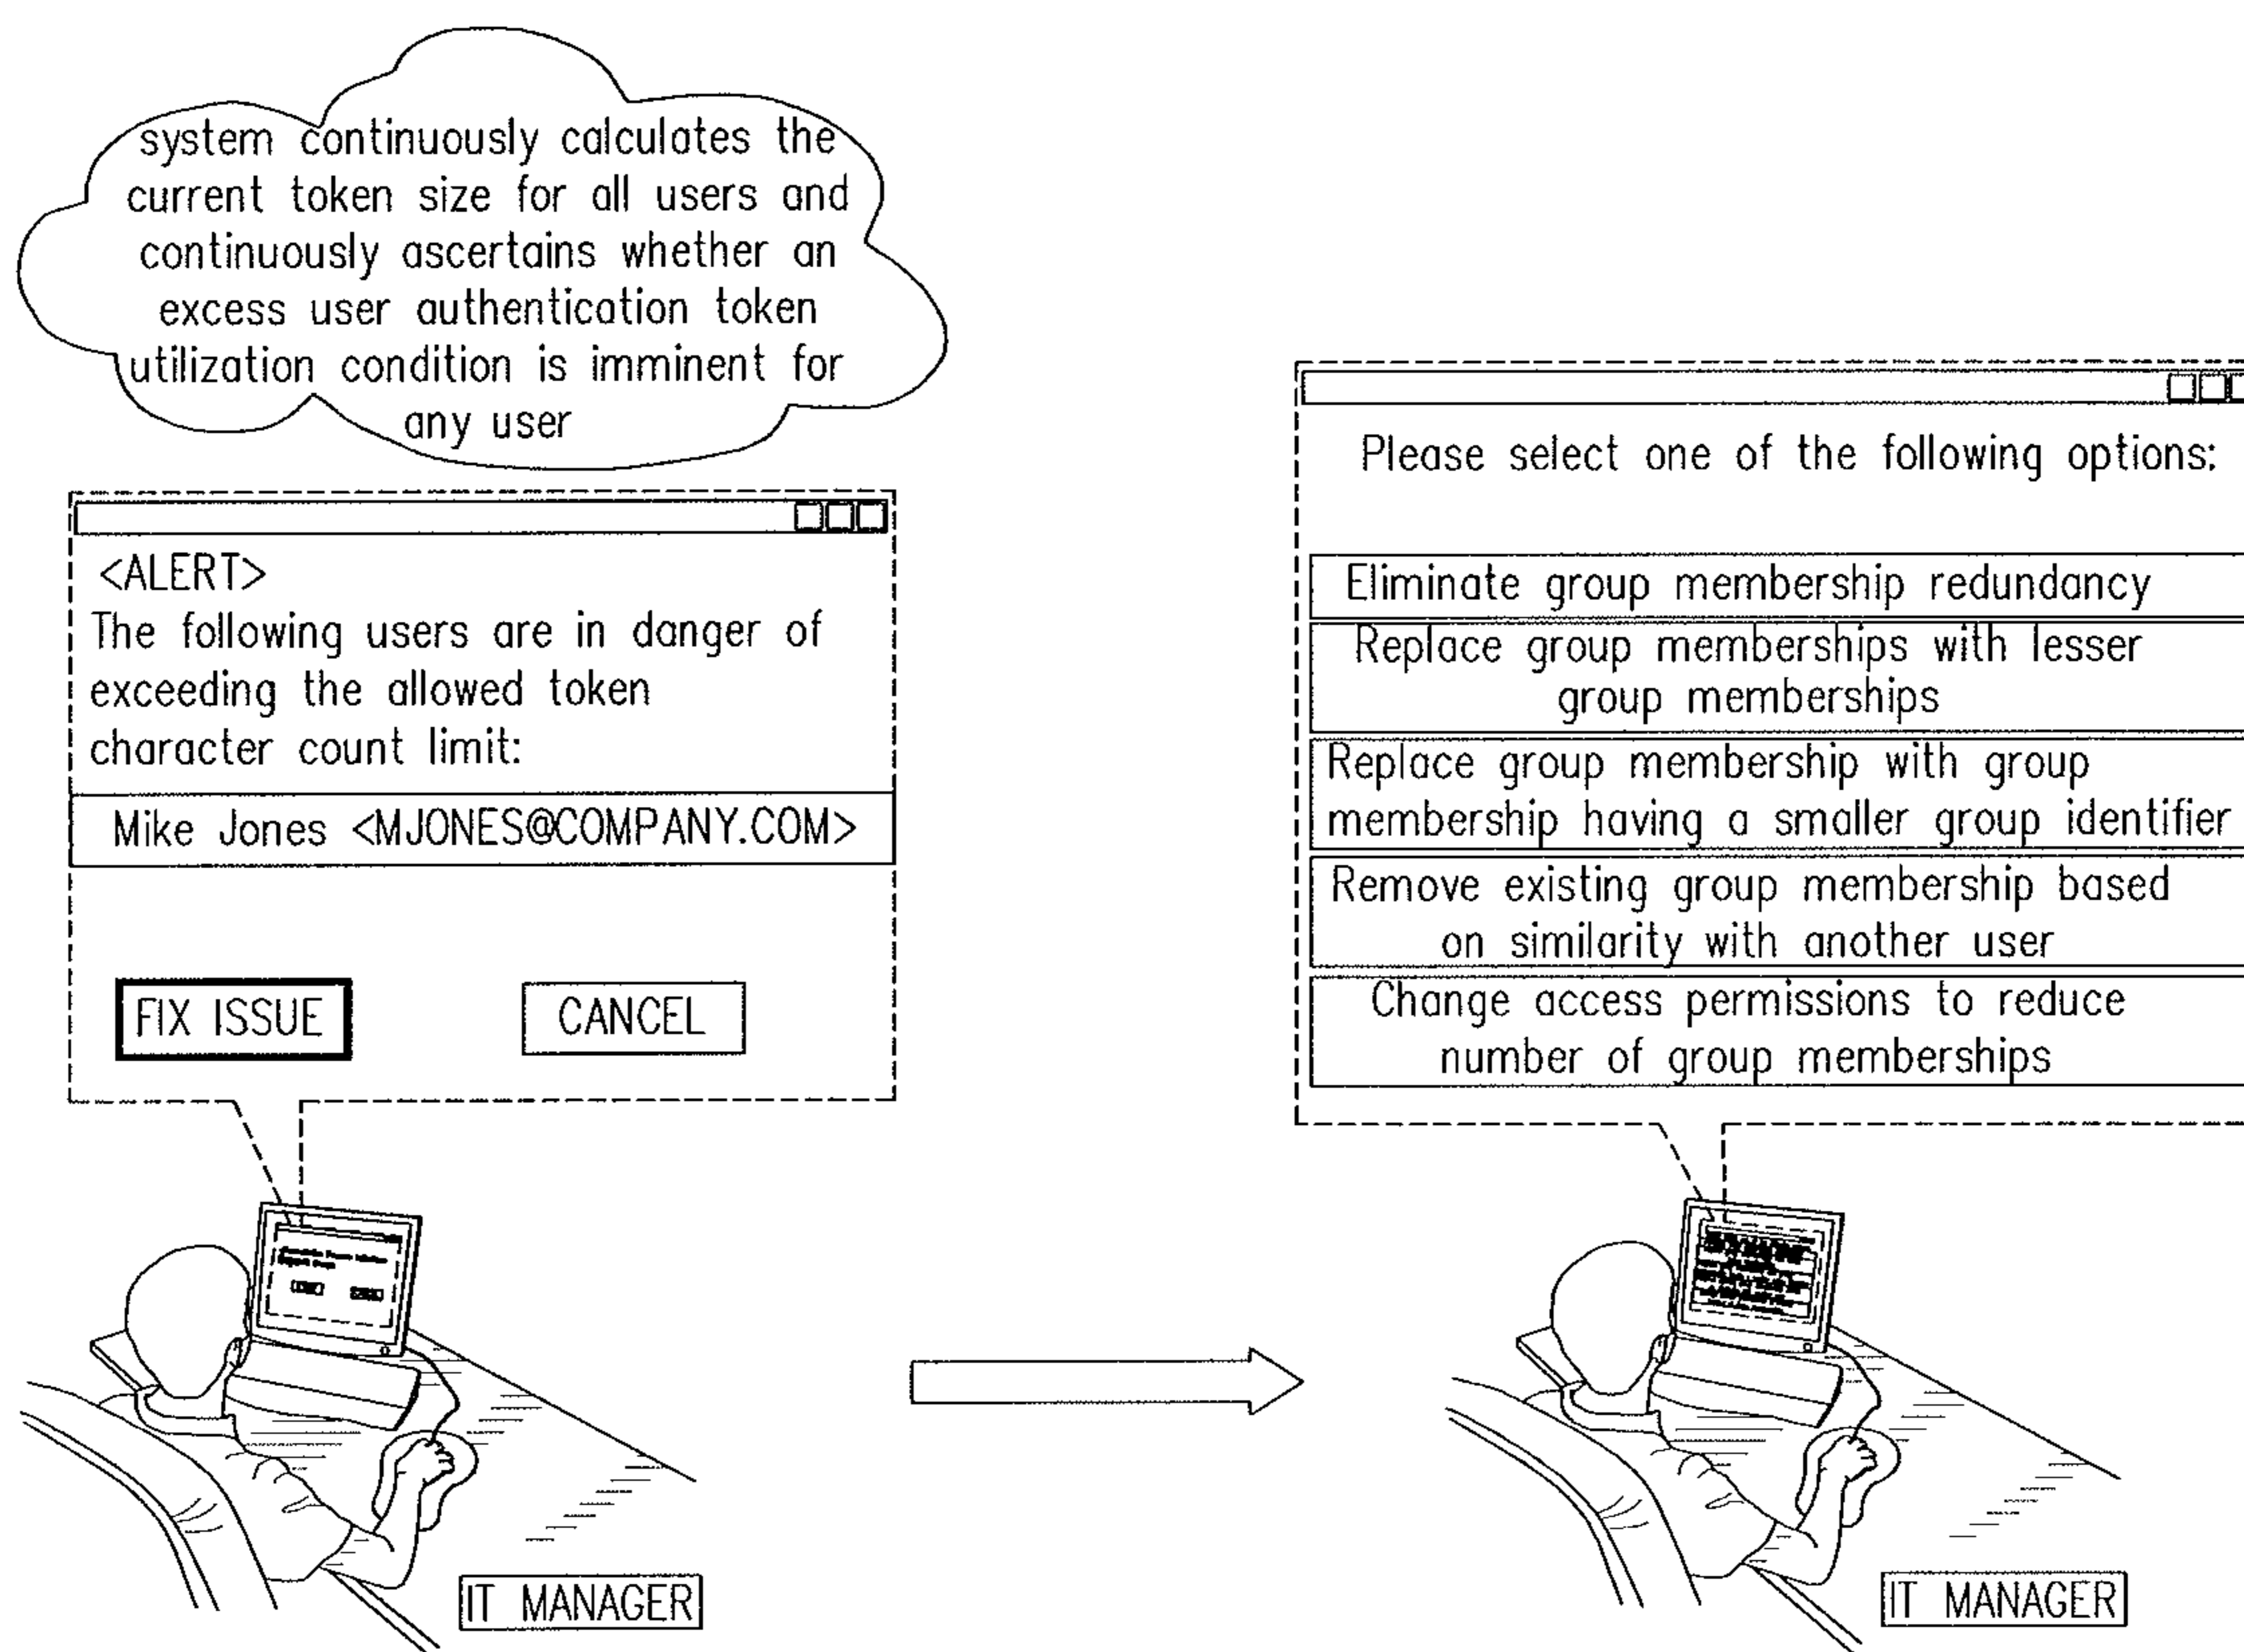 system continuously calculates the
current token size for all users and
continuously ascertains whether an
excess user authentication token
utilization condition is imminent for
any user
<ALERT>
The following users are in danger of
exceeding the allowed token
character count limit:
Mike Jones <MJONES@COMPANY.COM>
FIX ISSUE
CANCEL
IT MANAGER
Please select one of the following options:
Eliminate group membership redundancy
Replace group memberships with lesser
group memberships
Replace group membership with group
membership having a smaller group identifier
Remove existing group membership based
on similarity with another user
Change access permissions to reduce
number of group memberships
IT MANAGER